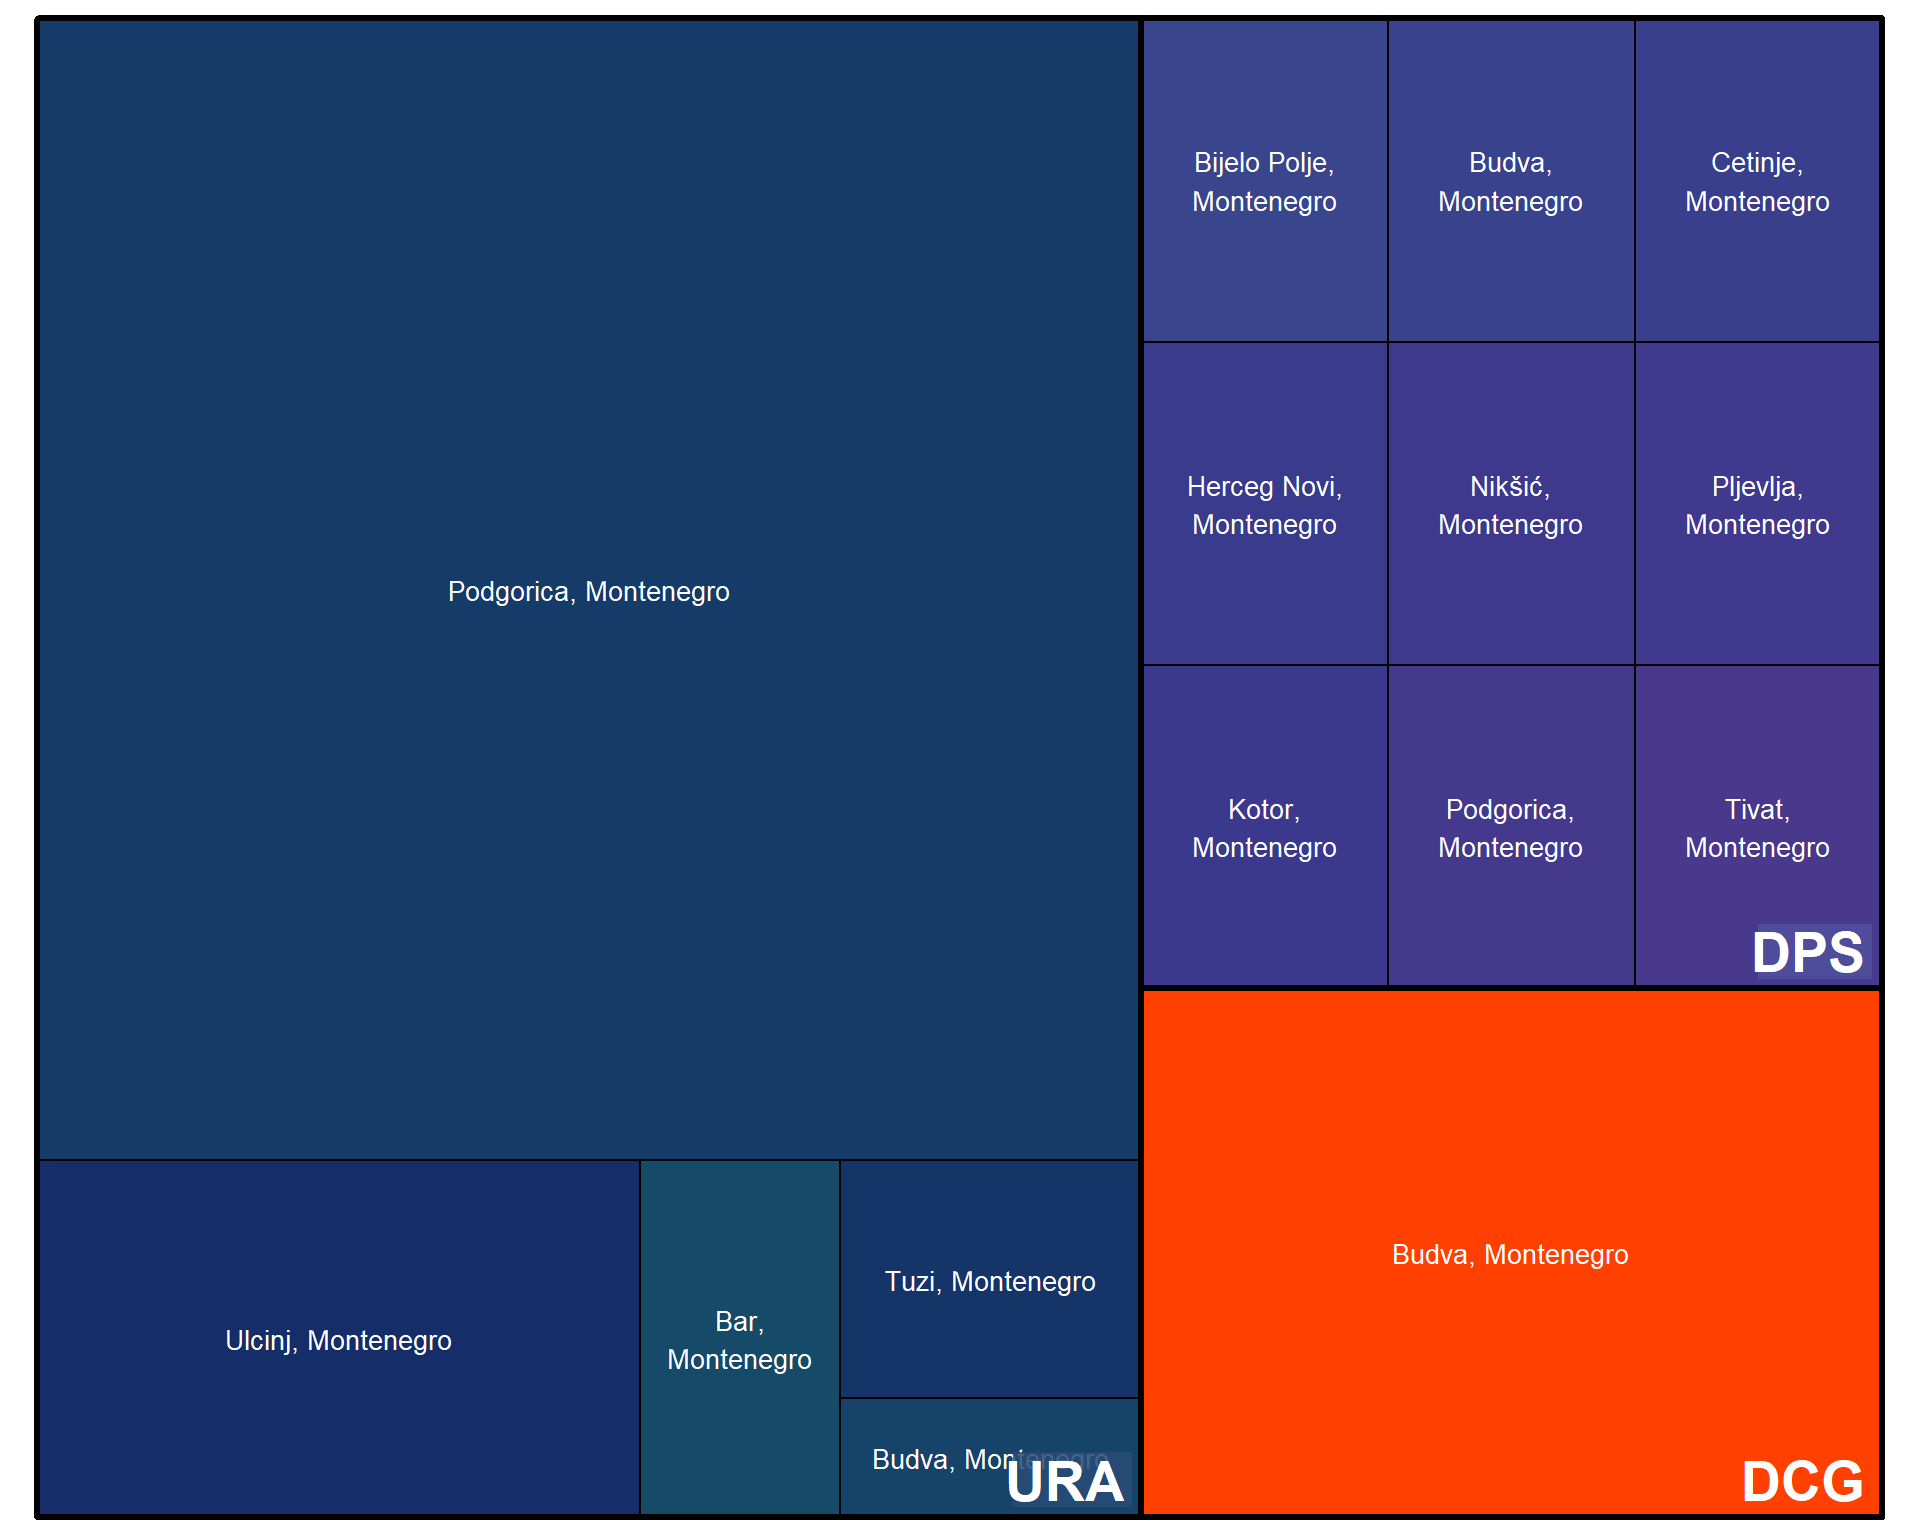 Podgorica, Montenegro
Ulcinj, Montenegro
Bar,
Montenegro
Tuzi, Montenegro
Budva, Montenegro
URA
Bijelo Polje,
Montenegro
Budva,
Montenegro
Cetinje,
Montenegro
Herceg Novi,
Montenegro
Nikšić,
Montenegro
Pljevlja,
Montenegro
Kotor,
Montenegro
Podgorica,
Montenegro
Tivat,
Montenegro
DPS
Budva, Montenegro
DCG